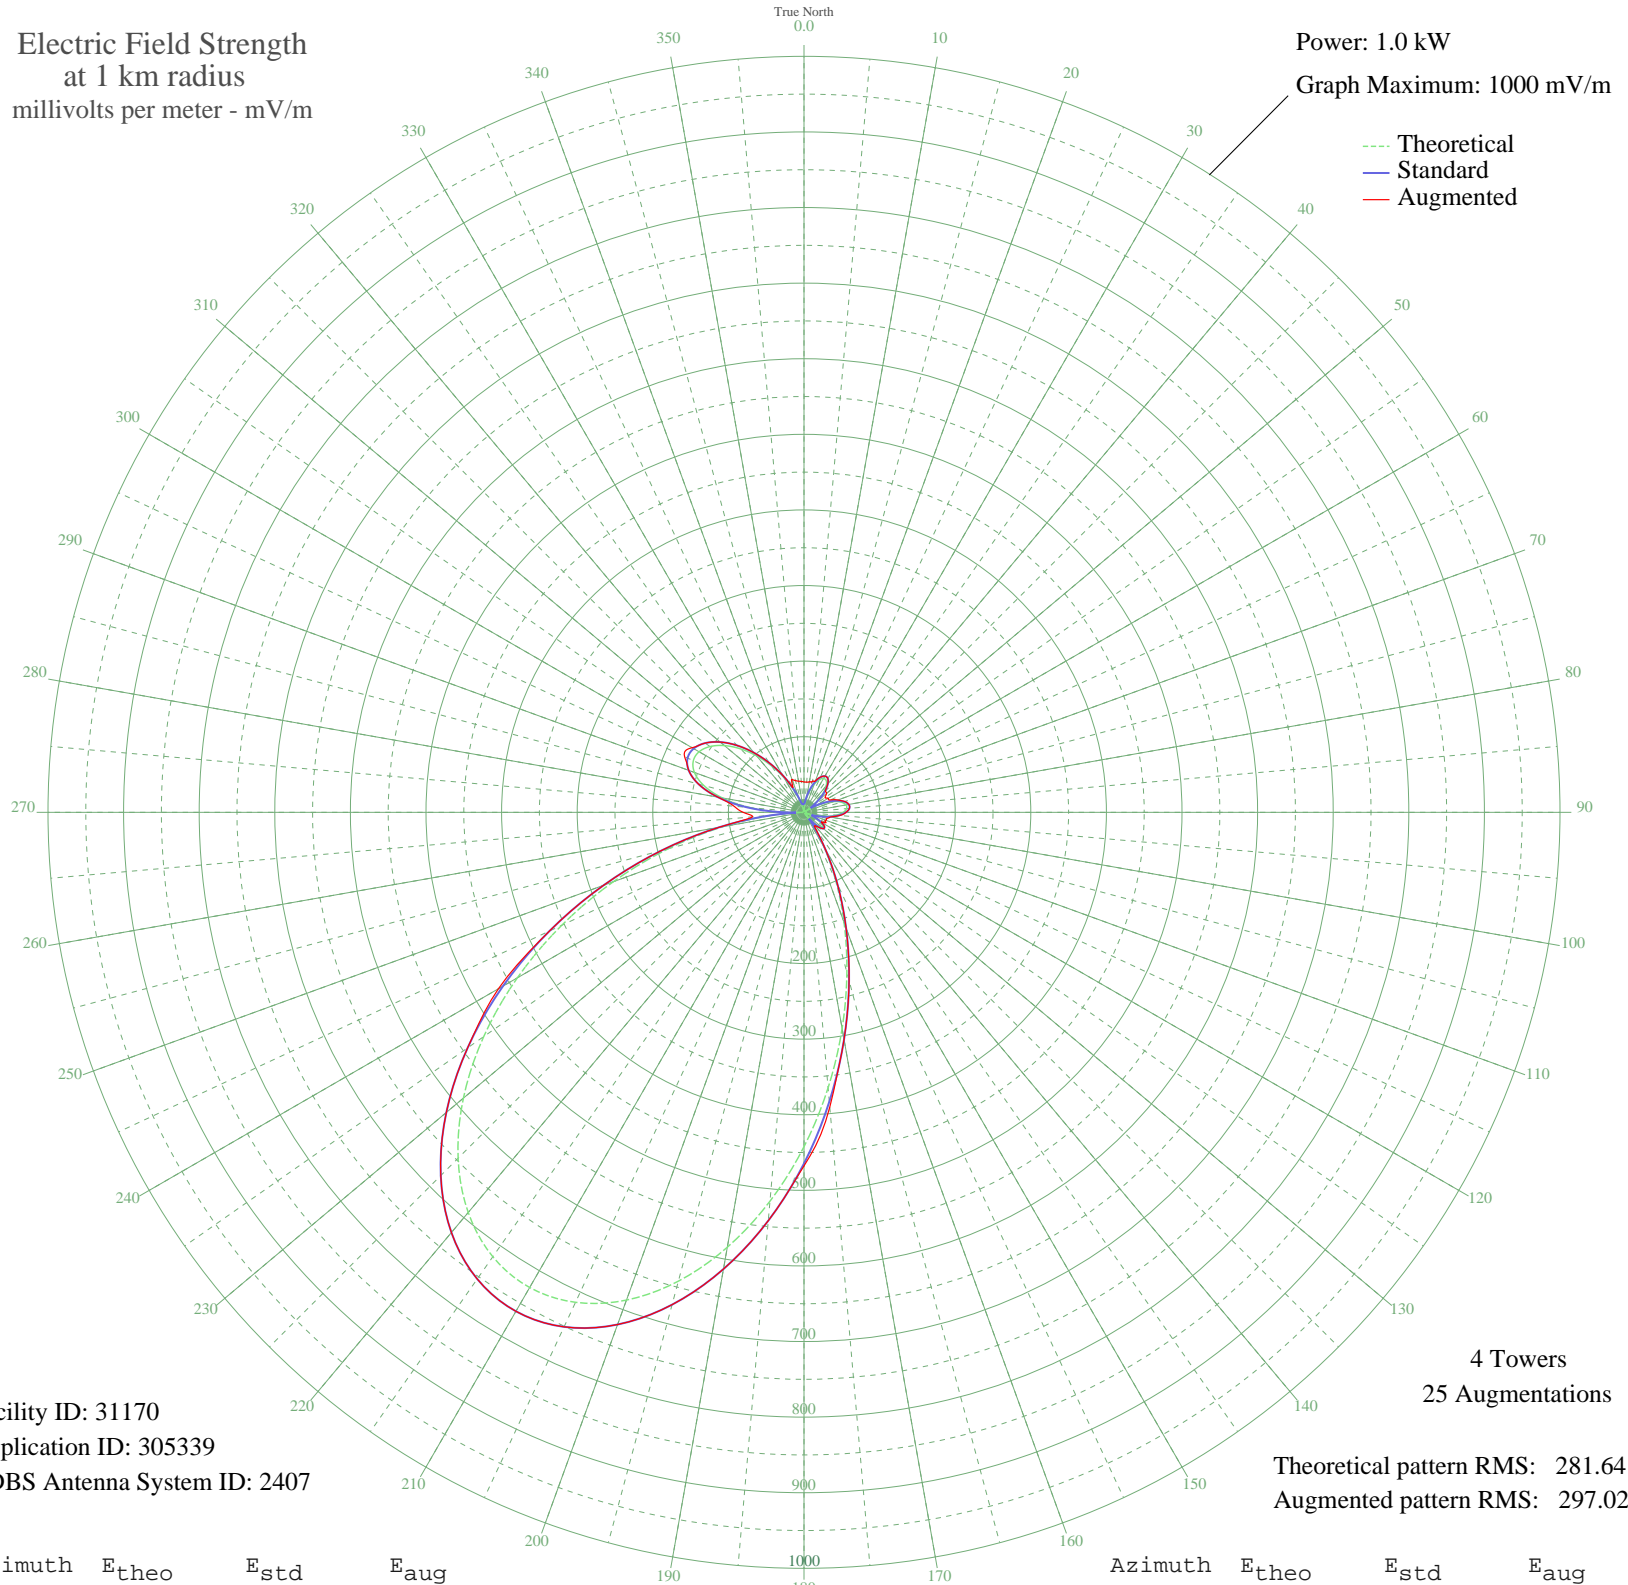 True North
Electric Field Strength
at 1 km radius
millivolts per meter - mV/m
Power: 1.0 kW
Graph Maximum: 1000 mV/m
Theoretical
Standard
Augmented
0.0
10
20
30
40
50
60
70
80
90
100
110
120
130
140
150
160
170
190
200
210
220
230
240
250
260
270
280
290
300
310
320
330
340
350
200
300
400
500
600
700
800
900
1000
4 Towers
25 Augmentations
cility ID: 31170
plication ID: 305339
DBS Antenna System ID: 2407
Theoretical pattern RMS: 281.64
Augmented pattern RMS: 297.02
imuth Etheo Estd Eaug
Azimuth Etheo Estd Eaug